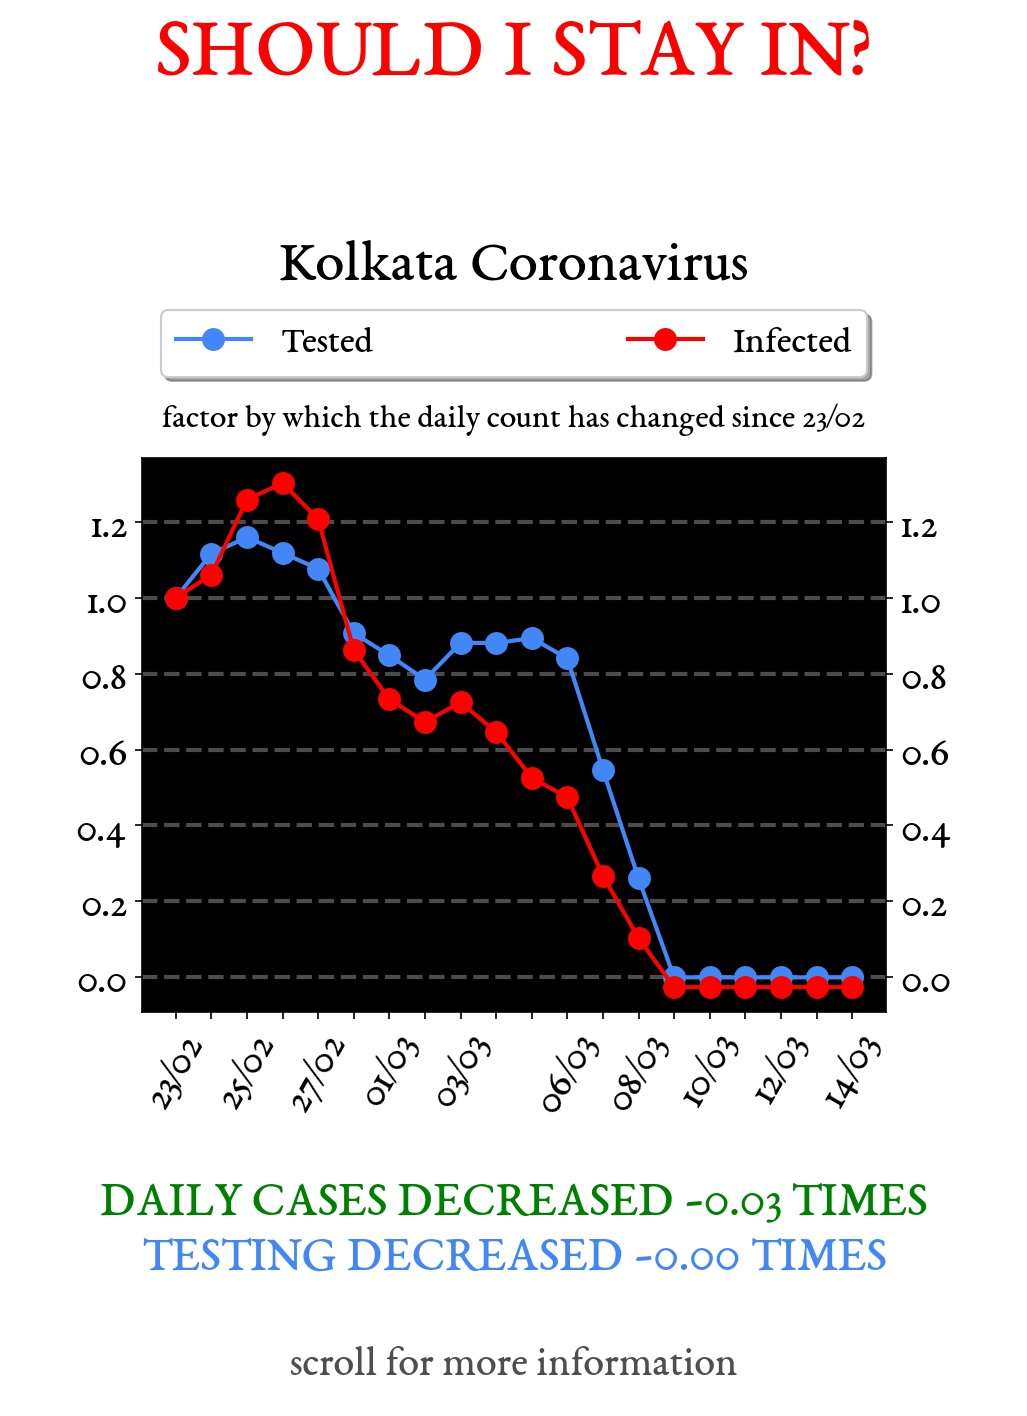 SHOULD I STAY IN?
Kolkata Coronavirus
Tested Infected
factor by which the daily count has changed since 23/02
1.2 1.2
1.0 1.0
0.8 0.8
0.6 0.6
0.4 0.4
0.2 0.2
0.0 0.0
23/02 25/02 27/02 01/03 03/03 06/03 08/03 10/03 12/03 14/03
DAILY CASES DECREASED -0.03 TIMES
TESTING DECREASED -0.00 TIMES
scroll for more information